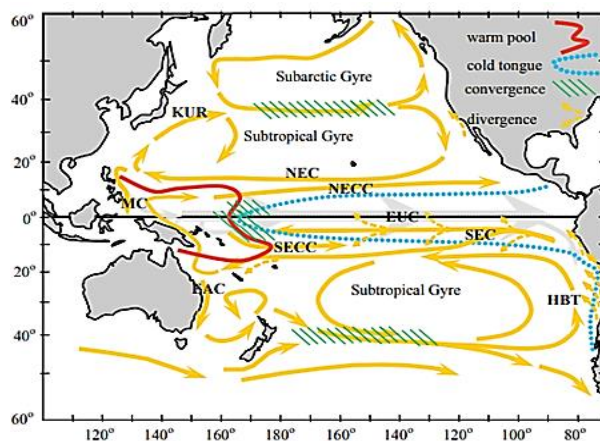 60°
warm pool
cold tongue
Subarctic Gyre
convergence
40°
KUR
divergence
Subtropical Gyre
20°
NEC
NECC
MC
0°
EUC
SEC
SECC
20°
EAC
Subtropical Gyre
HBT
40°
60°
120° 140° 160° 180° 160° 140° 120° 100° 80°